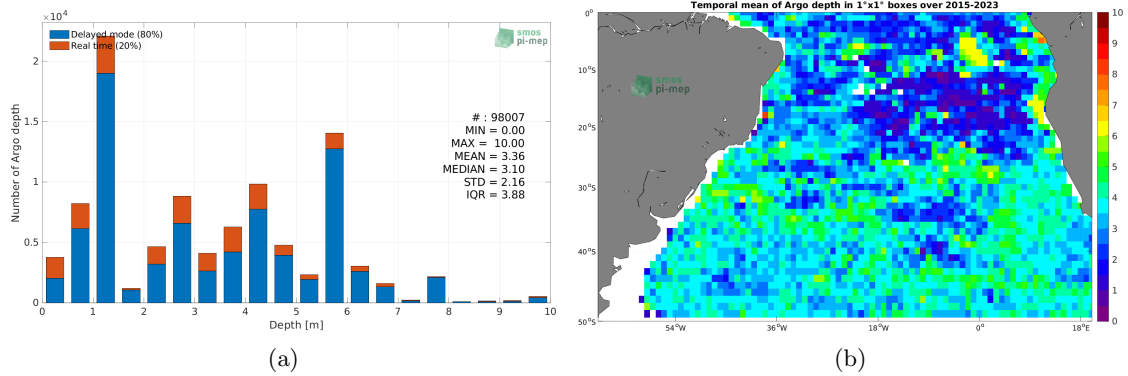 ×10⁴
Delayed mode (80%)
Real time (20%)
smos
pi-mep
# : 98007
MIN = 0.00
MAX = 10.00
MEAN = 3.36
MEDIAN = 3.10
STD = 2.16
IQR = 3.88
Number of Argo depth
2
1.5
1
0.5
0
0 1 2 3 4 5 6 7 8 9 10
Depth [m]
(a)
Temporal mean of Argo depth in 1°x1° boxes over 2015-2023
smos
pi-mep
0°
10°S
20°S
30°S
40°S
50°S
54°W 36°W 18°W 0° 18°E
10
9
8
7
6
5
4
3
2
1
0
(b)